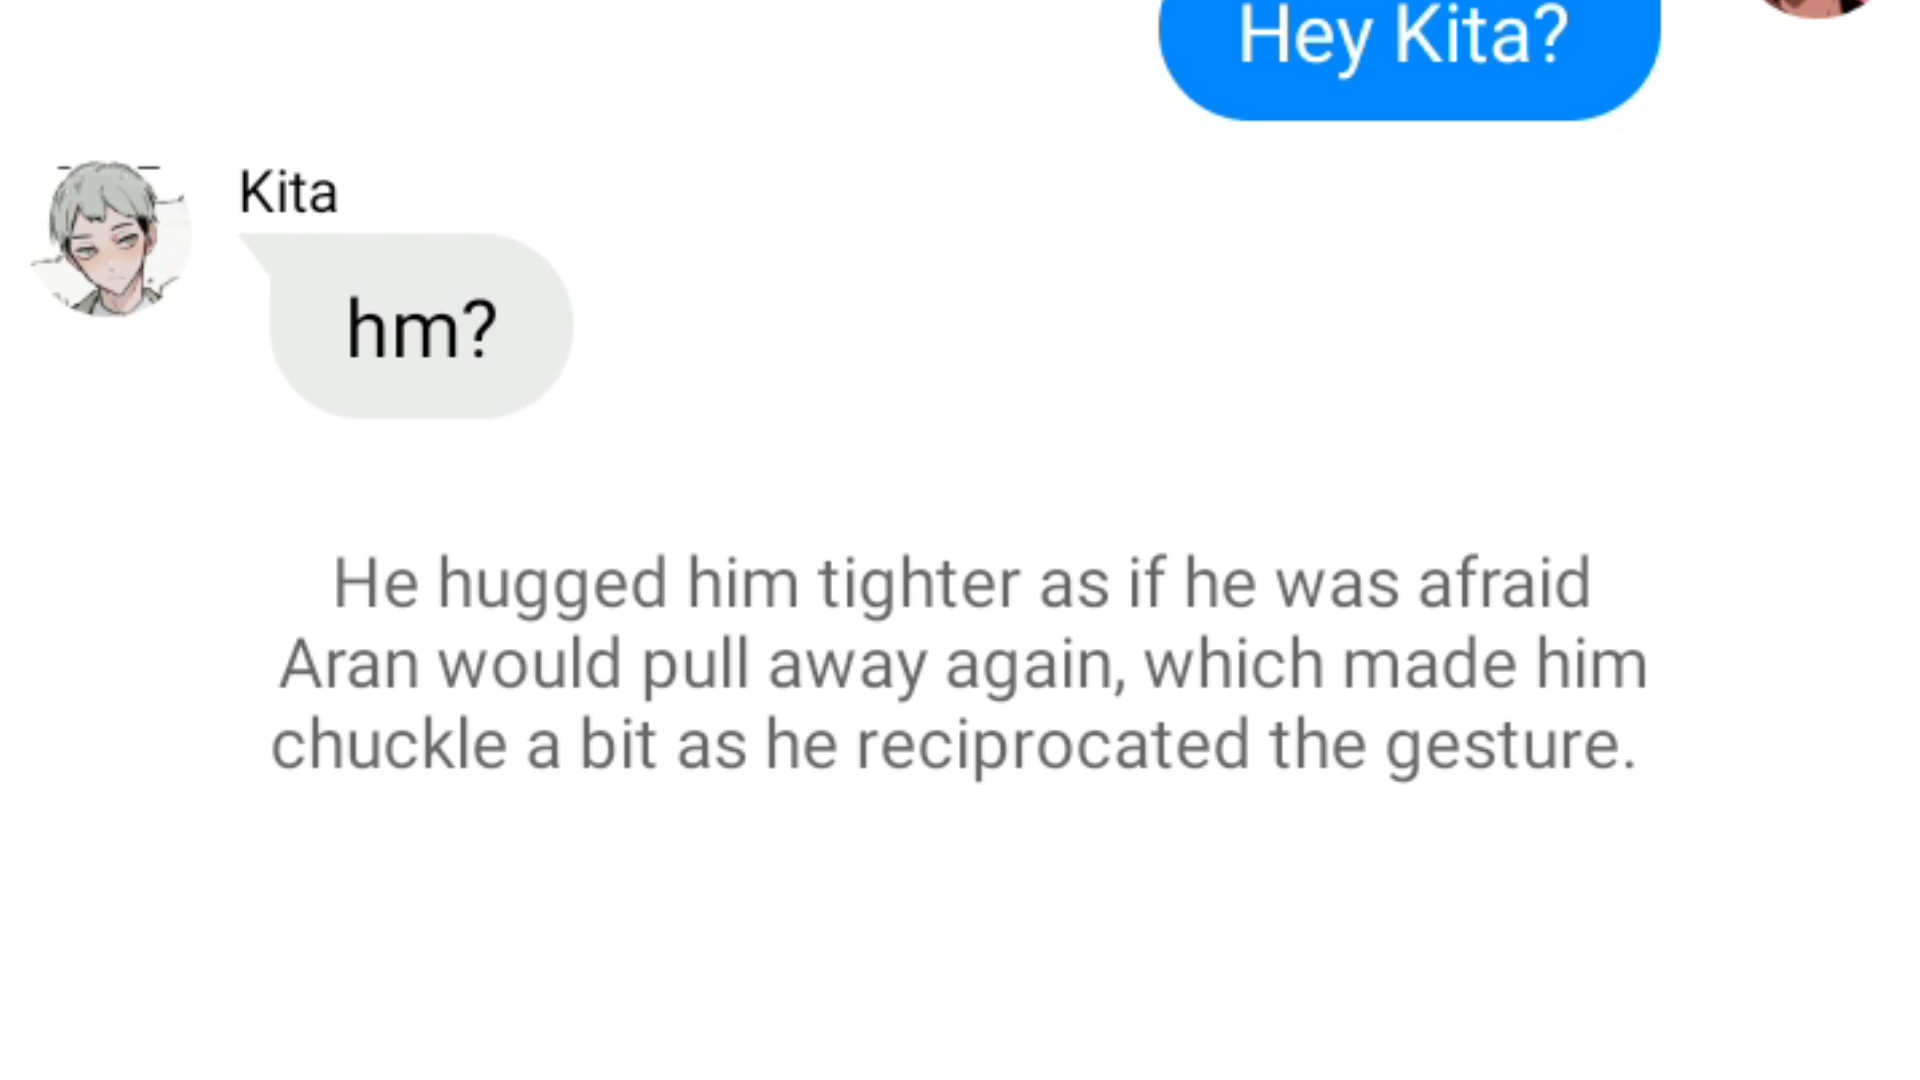 Hey Kita?
Kita
hm?
He hugged him tighter as if he was afraid
Aran would pull away again, which made him
chuckle a bit as he reciprocated the gesture.